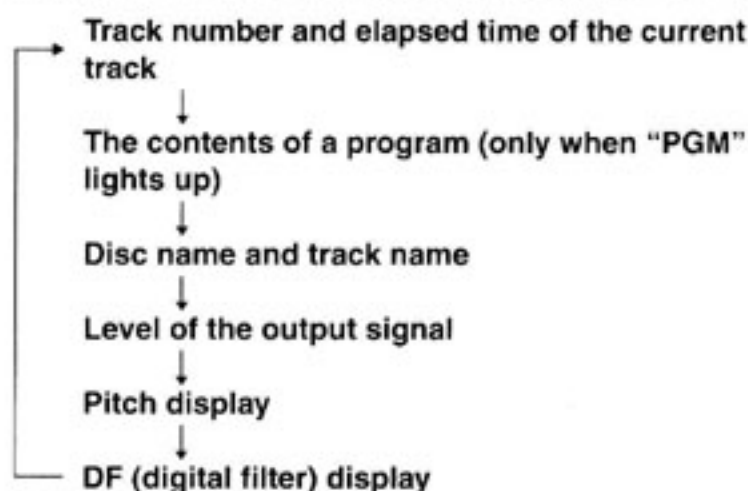 Track number and elapsed time of the current
track
The contents of a program (only when “PGM”
lights up)
Disc name and track name
Level of the output signal
Pitch display
DF (digital filter) display